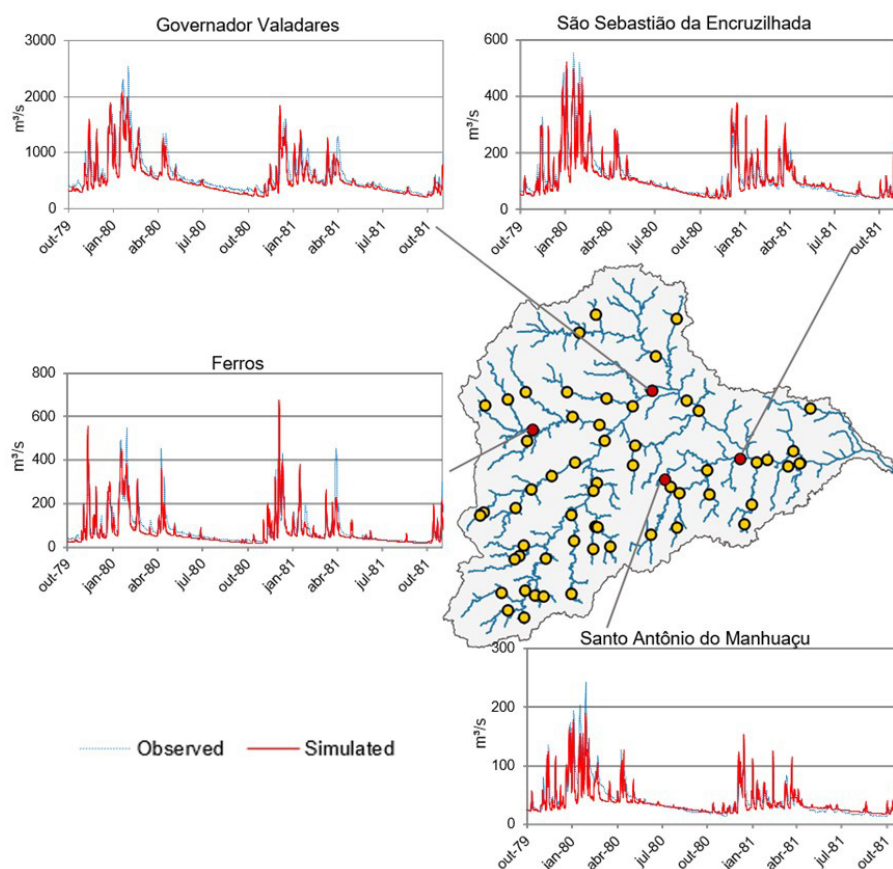 Governador Valadares
3000
2000
1000
0
m³/s
out-79
jan-80
abr-80
jul-80
out-80
jan-81
abr-81
jul-81
out-81
São Sebastião da Encruzilhada
600
400
200
0
m³/s
out-79
jan-80
abr-80
jul-80
out-80
jan-81
abr-81
jul-81
out-81
Ferros
800
600
400
200
0
m³/s
out-79
jan-80
abr-80
jul-80
out-80
jan-81
abr-81
jul-81
out-81
Observed Simulated
Santo Antônio do Manhuaçu
300
200
100
0
m³/s
out-79
jan-80
abr-80
jul-80
out-80
jan-81
abr-81
jul-81
out-81